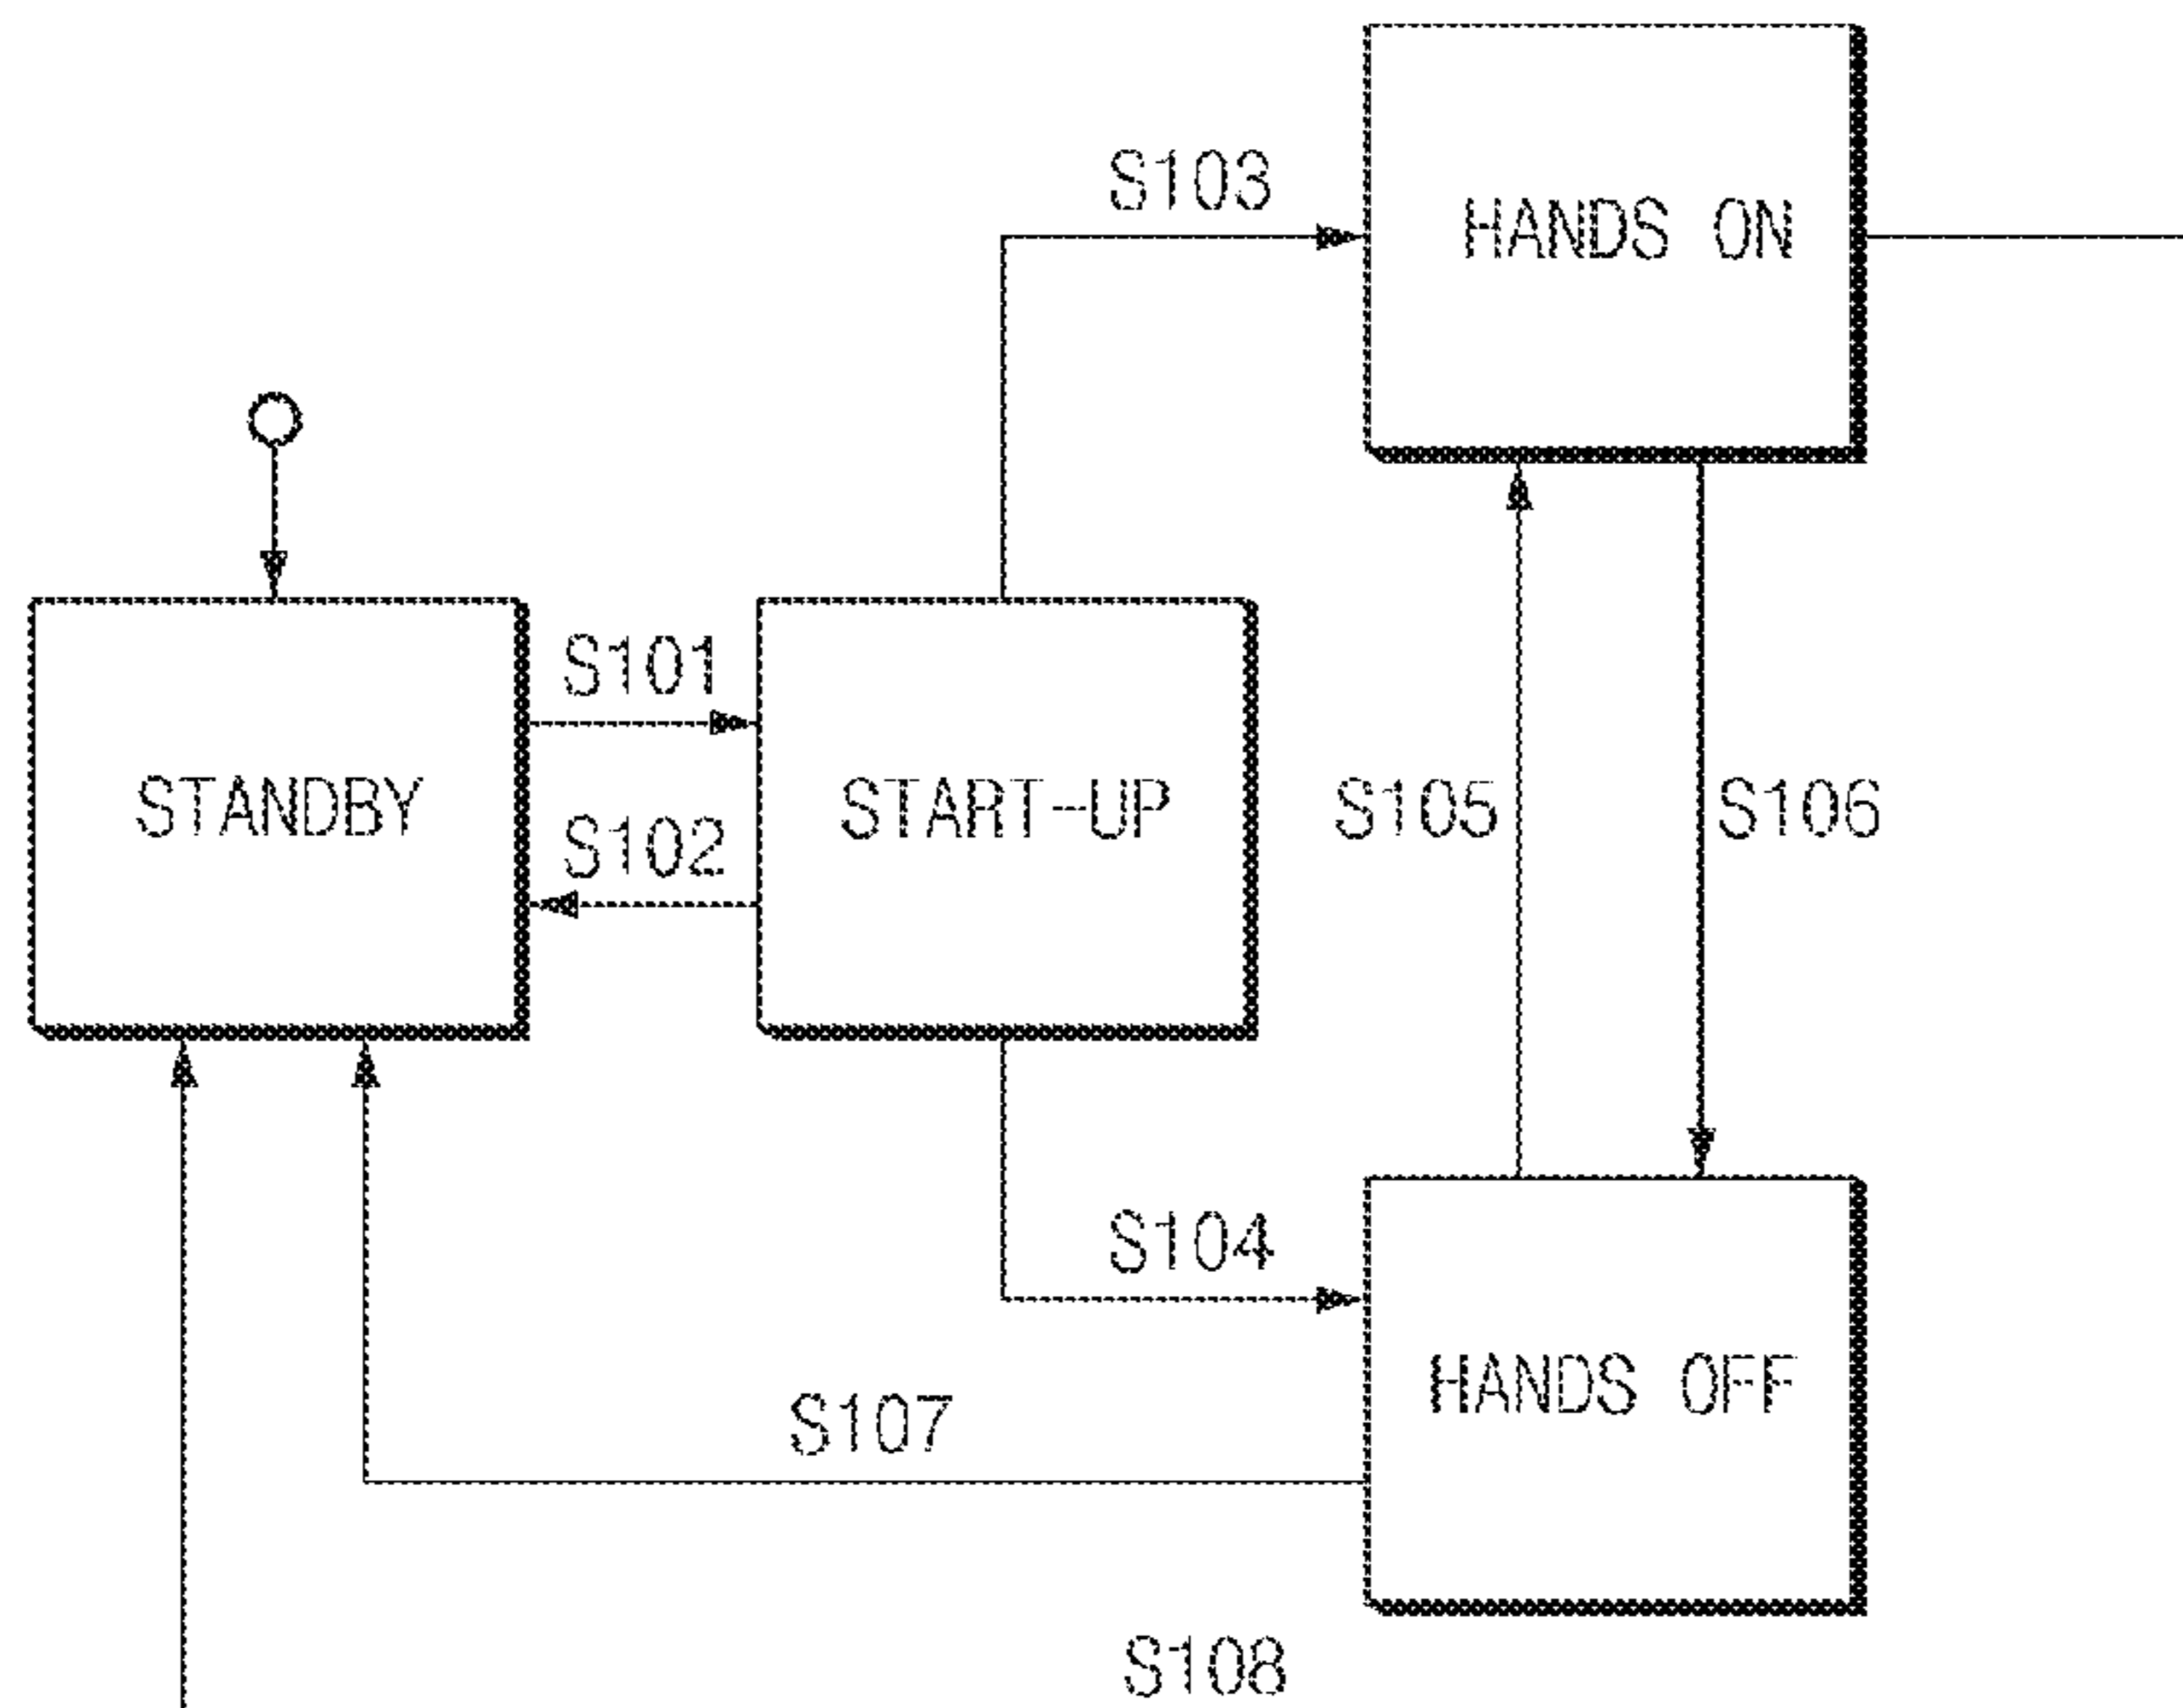 S103
HANDS ON
S101
STANDBY
START-UP
S105
S106
S102
S104
HANDS OFF
S107
S108